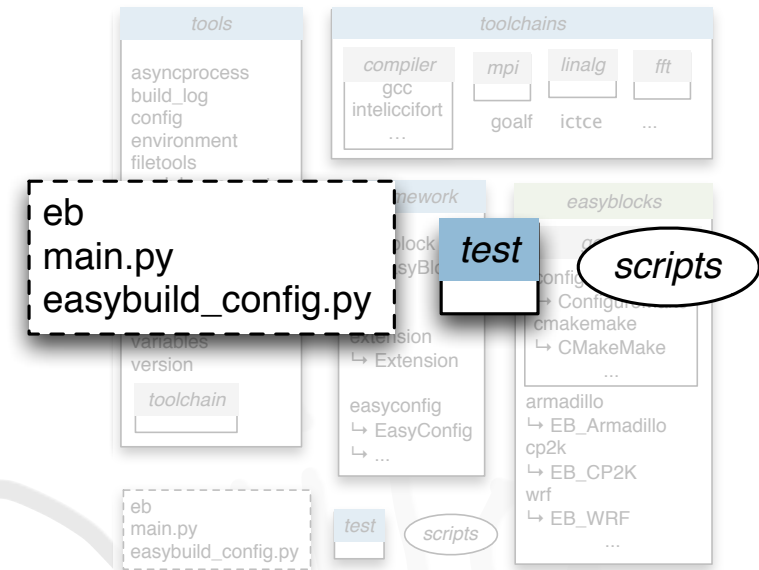 tools
asyncprocess
build_log
config
environment
filetools
variables
version
toolchain
toolchains
compiler
gcc
inteliccifort
...
mpi
linalg
fft
goalf
ictce
...
eb
main.py
easybuild_config.py
test
scripts
extension
↳ Extension
easyconfig
↳ EasyConfig
↳ ...
easyblocks
cmakemake
↳ CMakeMake
...
armadillo
↳ EB_Armadillo
cp2k
↳ EB_CP2K
wrf
↳ EB_WRF
...
eb
main.py
easybuild_config.py
test
scripts